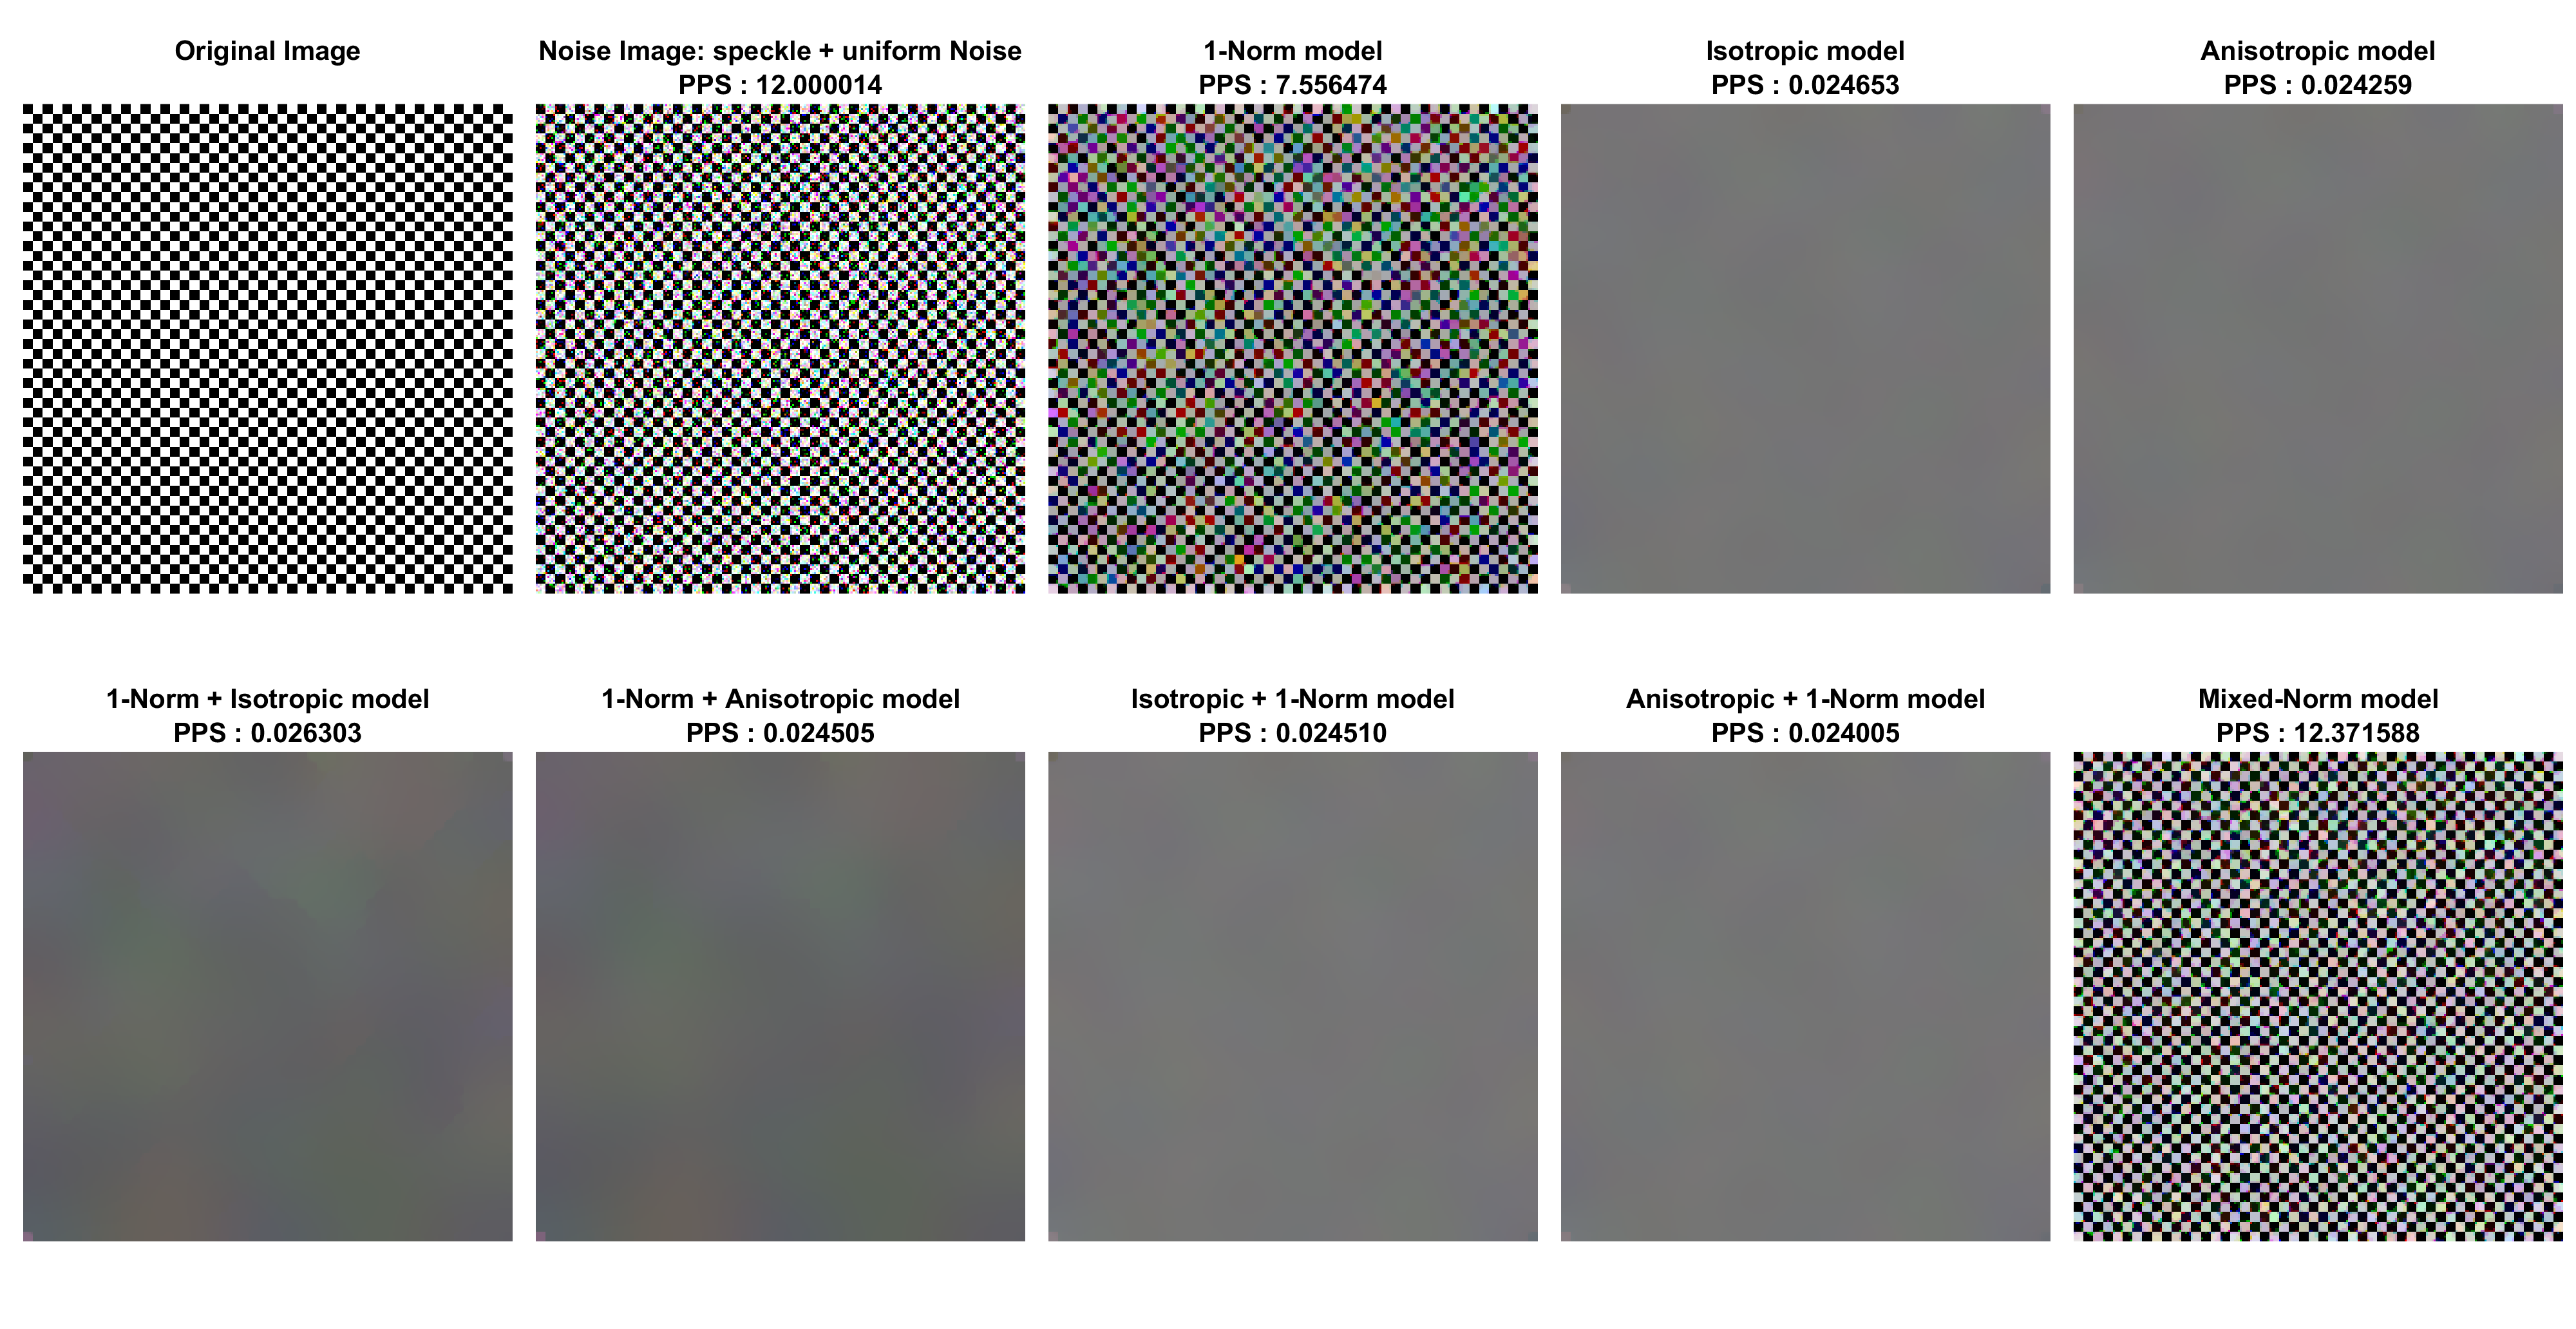 Original Image
Noise Image: speckle + uniform Noise
PPS : 12.000014
1-Norm model
PPS : 7.556474
Isotropic model
PPS : 0.024653
Anisotropic model
PPS : 0.024259
1-Norm + Isotropic model
PPS : 0.026303
1-Norm + Anisotropic model
PPS : 0.024505
Isotropic + 1-Norm model
PPS : 0.024510
Anisotropic + 1-Norm model
PPS : 0.024005
Mixed-Norm model
PPS : 12.371588